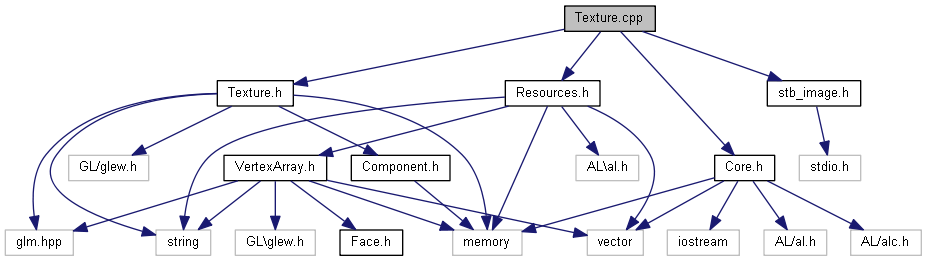 Texture.cpp
Texture.h
Resources.h
stb_image.h
GL/glew.h
VertexArray.h
Component.h
AL\al.h
Core.h
stdio.h
glm.hpp
string
GL\glew.h
Face.h
memory
vector
iostream
AL/al.h
AL/alc.h